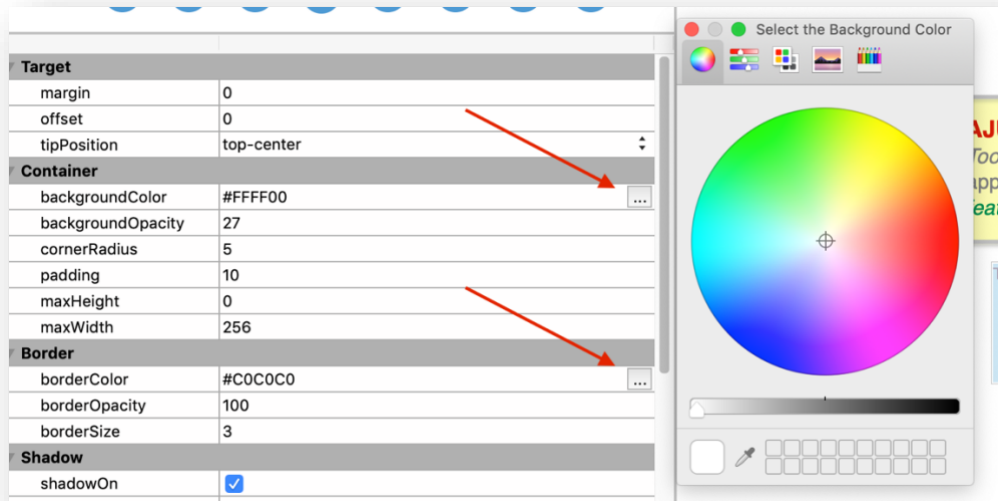 Select the Background Color
Target
margin 0
offset 0
tipPosition top-center
Container
backgroundColor #FFFF00 ...
backgroundOpacity 27
cornerRadius 5
padding 10
maxHeight 0
maxWidth 256
Border
borderColor #C0C0C0 ...
borderOpacity 100
borderSize 3
Shadow
shadowOn